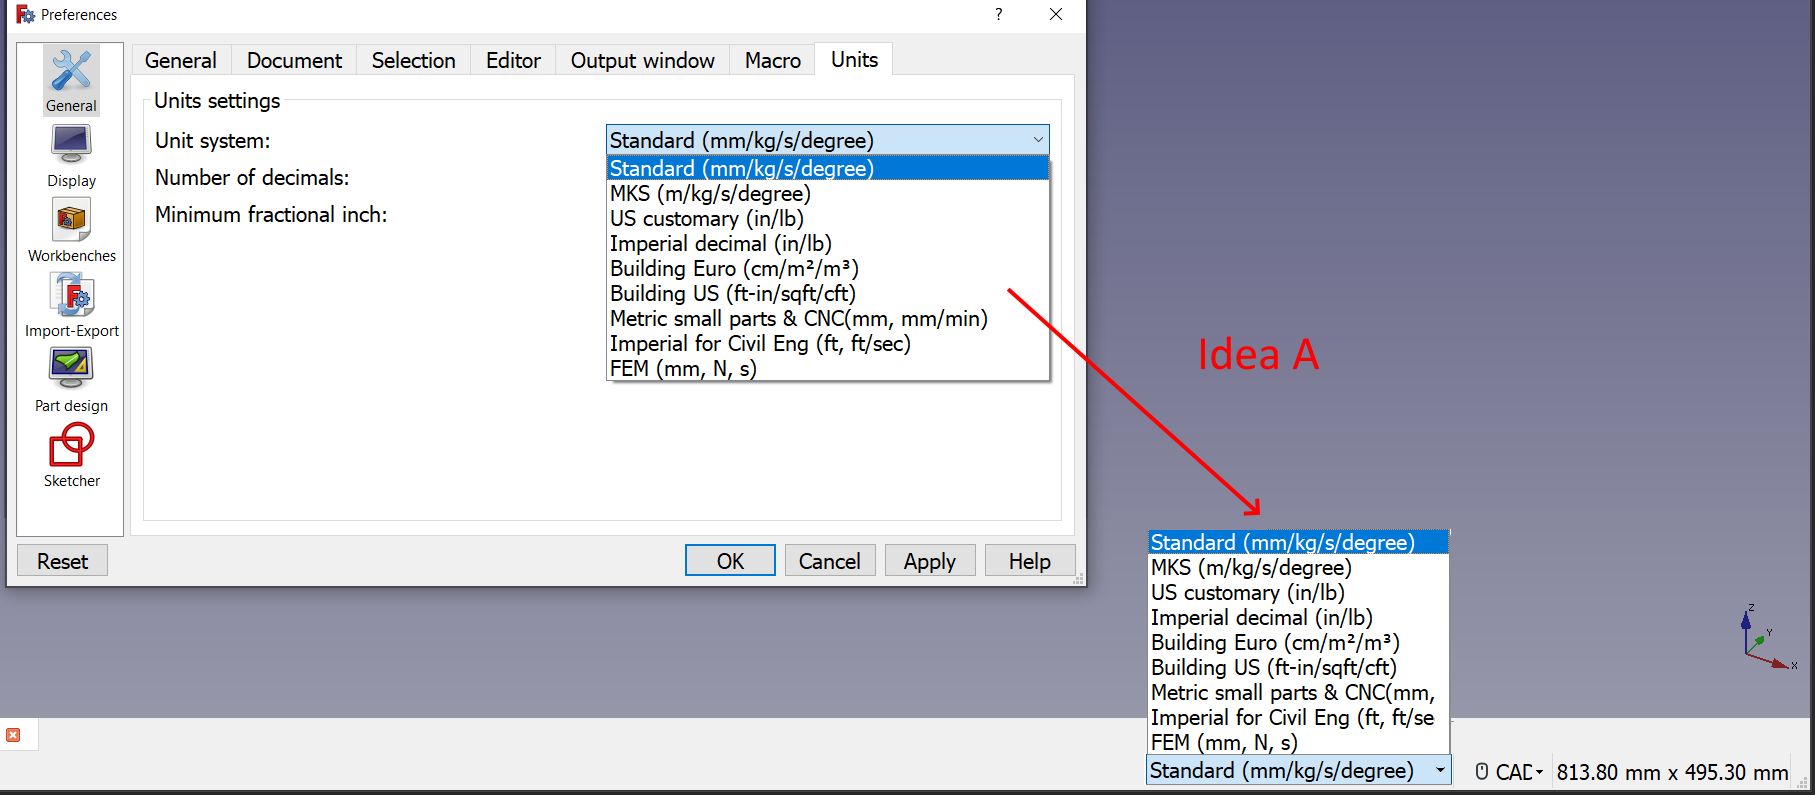 Preferences
?
General
Document
Selection
Editor
Output window
Macro
Units
General
Display
Workbenches
Import-Export
Part design
Sketcher
Units settings
Unit system:
Standard (mm/kg/s/degree)
Number of decimals:
Minimum fractional inch:
Standard (mm/kg/s/degree)
MKS (m/kg/s/degree)
US customary (in/lb)
Imperial decimal (in/lb)
Building Euro (cm/m²/m³)
Building US (ft-in/sqft/cft)
Metric small parts & CNC(mm, mm/min)
Imperial for Civil Eng (ft, ft/sec)
FEM (mm, N, s)
Reset
OK
Cancel
Apply
Help
Idea A
Standard (mm/kg/s/degree)
MKS (m/kg/s/degree)
US customary (in/lb)
Imperial decimal (in/lb)
Building Euro (cm/m²/m³)
Building US (ft-in/sqft/cft)
Metric small parts & CNC(mm,
Imperial for Civil Eng (ft, ft/se
FEM (mm, N, s)
Standard (mm/kg/s/degree)
Z
Y
X
CAD
813.80 mm x 495.30 mm